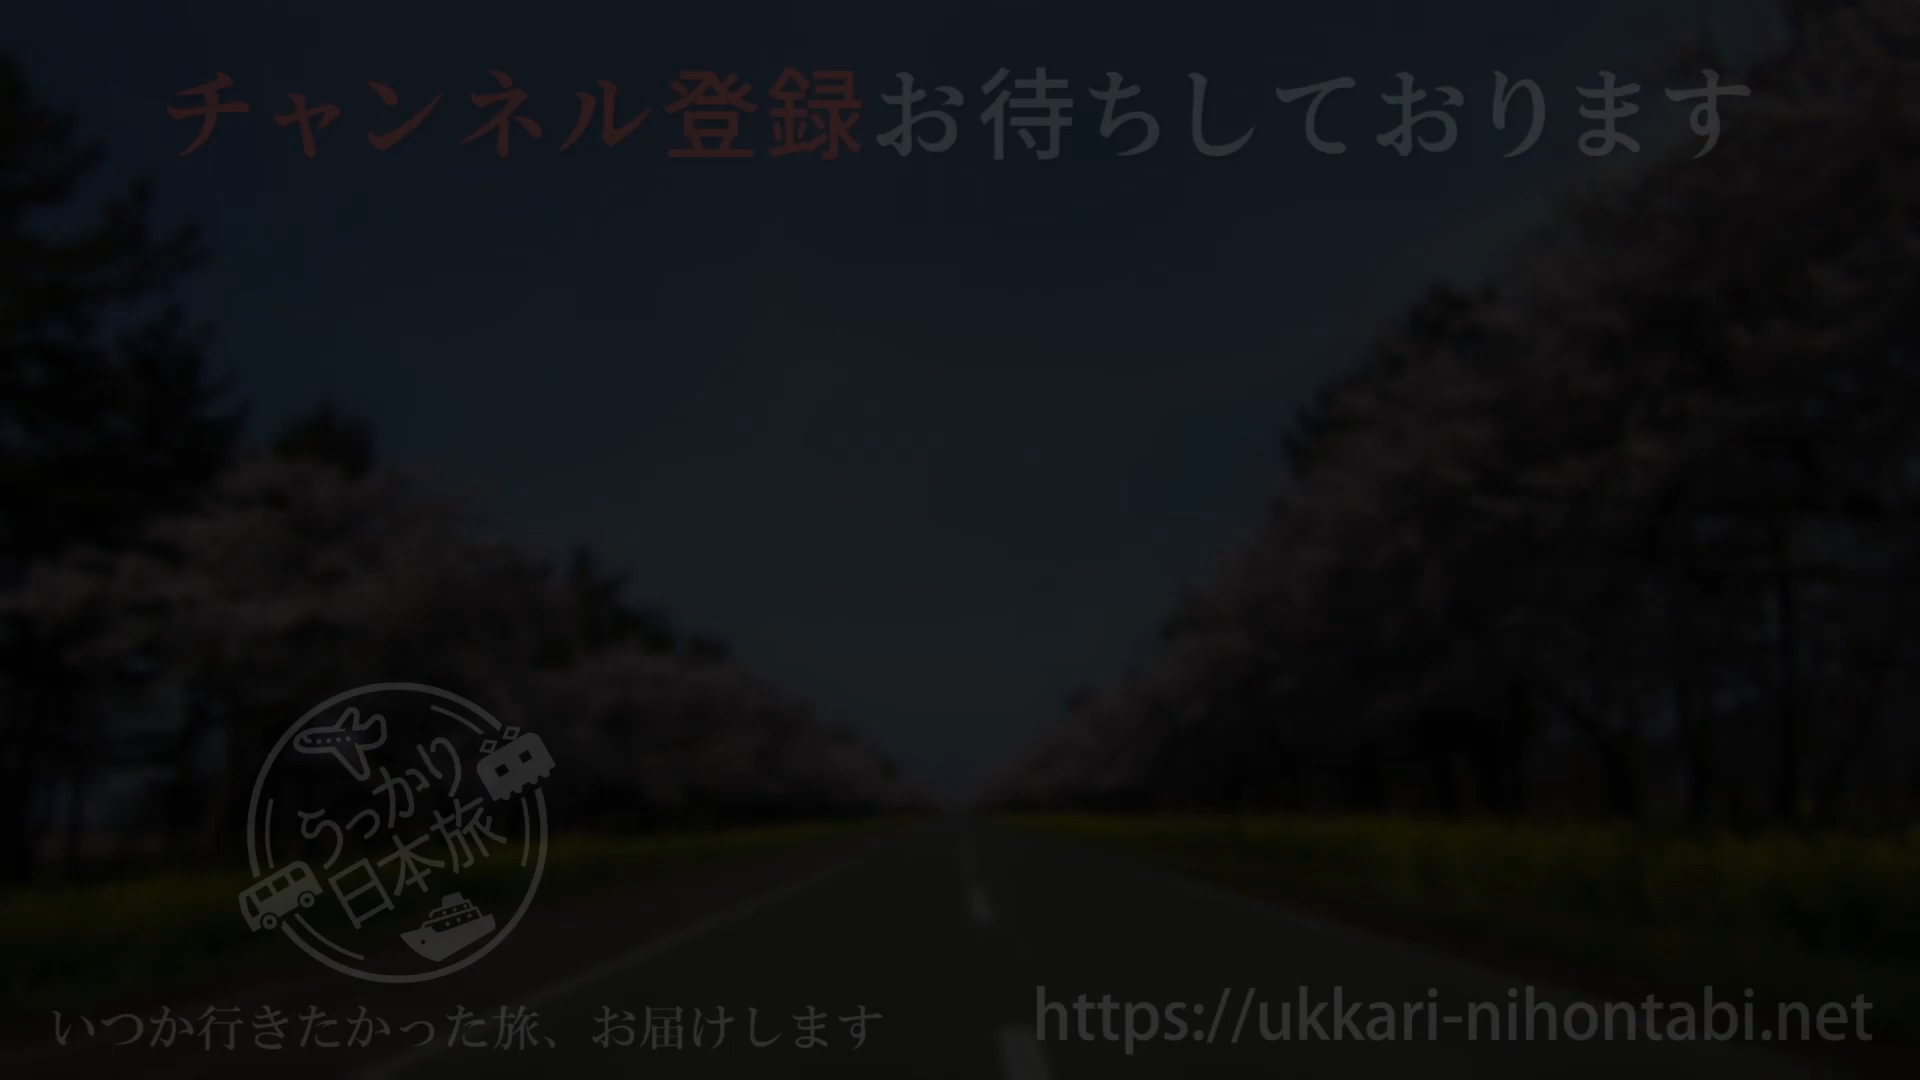 チャンネル登録お待ちしております
うっかり
日本旅
いつか行きたかった旅、お届けします
https://ukkari-nihontabi.net